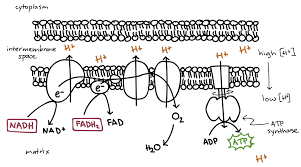 cytoplasm
intermembrane
space
H+ H+ H+ H+ H+
high [H+]
e- e-
low [H+]
NADH NAD+ FADH2 FAD
O2
H2O
ADP ATP
ATP
synthase
matrix
H+